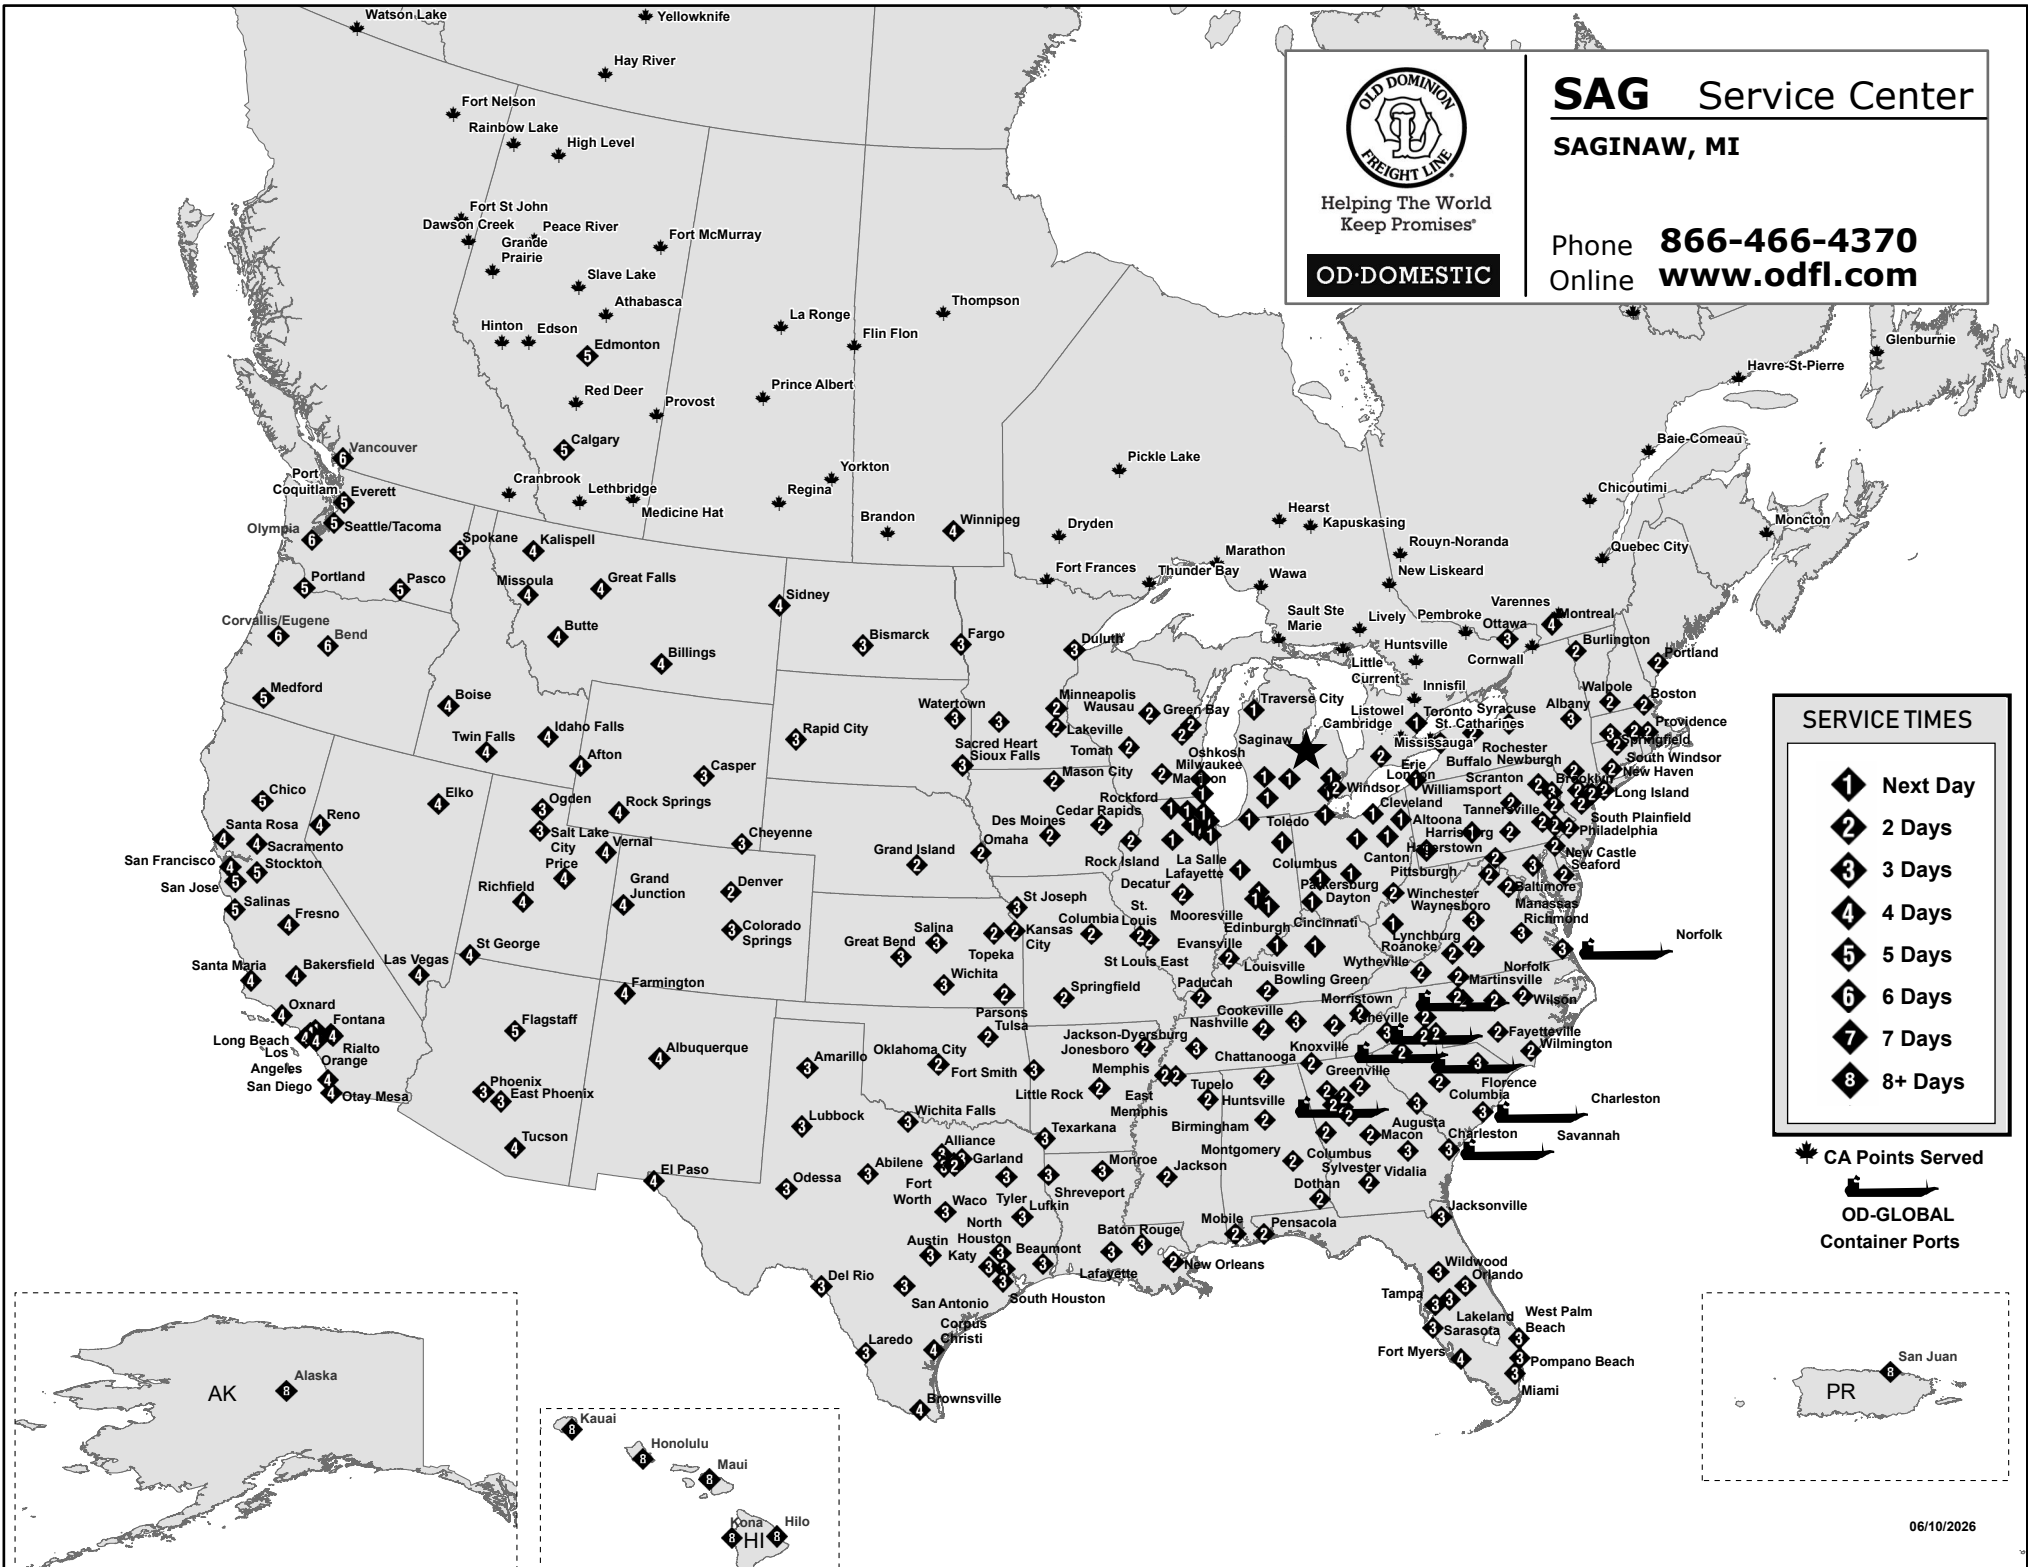 Watson Lake
Yellowknife
Hay River
Fort Nelson
Rainbow Lake
High Level
Fort St John
Dawson Creek
Peace River
Grande
Prairie
Fort McMurray
Slave Lake
Athabasca
Hinton
Edson
Edmonton
La Ronge
Flin Flon
Thompson
Red Deer
Provost
Prince Albert
Calgary
Yorkton
Cranbrook
Lethbridge
Medicine Hat
Regina
Brandon
Winnipeg
Pickle Lake
Dryden
Hearst
Kapuskasing
Marathon
Rouyn-Noranda
New Liskeard
Fort Frances
Thunder Bay
Wawa
Sault Ste
Marie
Lively
Pembroke
Varennes
Montreal
Ottawa
Huntsville
Cornwall
Little
Current
Innisfil
Glenburnie
Havre-St-Pierre
Baie-Comeau
Chicoutimi
Moncton
Quebec City
OLD DOMINION
FREIGHT LINE
Helping The World
Keep Promises®
OD·DOMESTIC
SAG Service Center
SAGINAW, MI
Phone 866-466-4370
Online www.odfl.com
Vancouver
Port
Coquitlam
Everett
Olympia
Seattle/Tacoma
Spokane
Kalispell
Portland
Pasco
Missoula
Great Falls
Sidney
Corvallis/Eugene
Bend
Butte
Billings
Bismarck
Fargo
Duluth
Medford
Boise
Idaho Falls
Twin Falls
Afton
Casper
Rapid City
Watertown
Sacred Heart
Sioux Falls
Minneapolis
Wausau
Lakeville
Tomah
Green Bay
Oshkosh
Milwaukee
Madison
Mason City
Traverse City
Saginaw
Listowel
Cambridge
Toronto
St. Catharines
Mississauga
Syracuse
Albany
Walpole
Burlington
Portland
Boston
Providence
Springfield
South Windsor
New Haven
Long Island
Brooklyn
Rochester
Buffalo
Newburgh
Erie
London
Windsor
Scranton
Williamsport
Tannersville
South Plainfield
Philadelphia
New Castle
Seaford
Baltimore
Manassas
Cleveland
Altoona
Harrisburg
Hagerstown
Canton
Pittsburgh
Toledo
Columbus
Parkersburg
Dayton
Winchester
Waynesboro
Richmond
Norfolk
Norfolk
Chico
Reno
Elko
Ogden
Rock Springs
Salt Lake
City
Vernal
Price
Cheyenne
Santa Rosa
Sacramento
San Francisco
Stockton
San Jose
Salinas
Fresno
Richfield
Grand
Junction
Denver
Colorado
Springs
Grand Island
Omaha
Des Moines
Cedar Rapids
Rockford
Rock Island
La Salle
Lafayette
Decatur
St Joseph
Kansas
City
Columbia
St.
Louis
St Louis East
Mooresville
Edinburgh
Cincinnati
Evansville
Louisville
Lynchburg
Roanoke
Wytheville
Martinsville
Santa Maria
Bakersfield
Las Vegas
St George
Farmington
Great Bend
Salina
Topeka
Wichita
Parsons
Tulsa
Springfield
Paducah
Bowling Green
Morristown
Cookeville
Nashville
Asheville
Wilson
Fayetteville
Wilmington
Oxnard
Fontana
Long Beach
Rialto
Los
Angeles
Orange
San Diego
Otay Mesa
Flagstaff
Phoenix
East Phoenix
Tucson
Albuquerque
El Paso
Amarillo
Lubbock
Odessa
Oklahoma City
Fort Smith
Jackson-Dyersburg
Jonesboro
Memphis
Little Rock
East
Memphis
Chattanooga
Knoxville
Greenville
Tupelo
Huntsville
Birmingham
Florence
Columbia
Charleston
Charleston
Savannah
Augusta
Macon
Montgomery
Columbus
Sylvester
Vidalia
Dothan
Wichita Falls
Alliance
Garland
Abilene
Fort
Worth
Texarkana
Tyler
Shreveport
Monroe
Jackson
Waco
Lufkin
North
Houston
Austin
Katy
Beaumont
South Houston
Baton Rouge
Lafayette
New Orleans
Mobile
Pensacola
Jacksonville
Del Rio
San Antonio
Corpus
Christi
Laredo
Brownsville
Wildwood
Orlando
Tampa
Lakeland
Sarasota
West Palm
Beach
Fort Myers
Pompano Beach
Miami
SERVICE TIMES
1 Next Day
2 2 Days
3 3 Days
4 4 Days
5 5 Days
6 6 Days
7 7 Days
8 8+ Days
CA Points Served
OD-GLOBAL
Container Ports
AK
Alaska
8
Kauai
8
Honolulu
8
Maui
8
Kona
8
HI
Hilo
8
San Juan
8
PR
06/10/2026